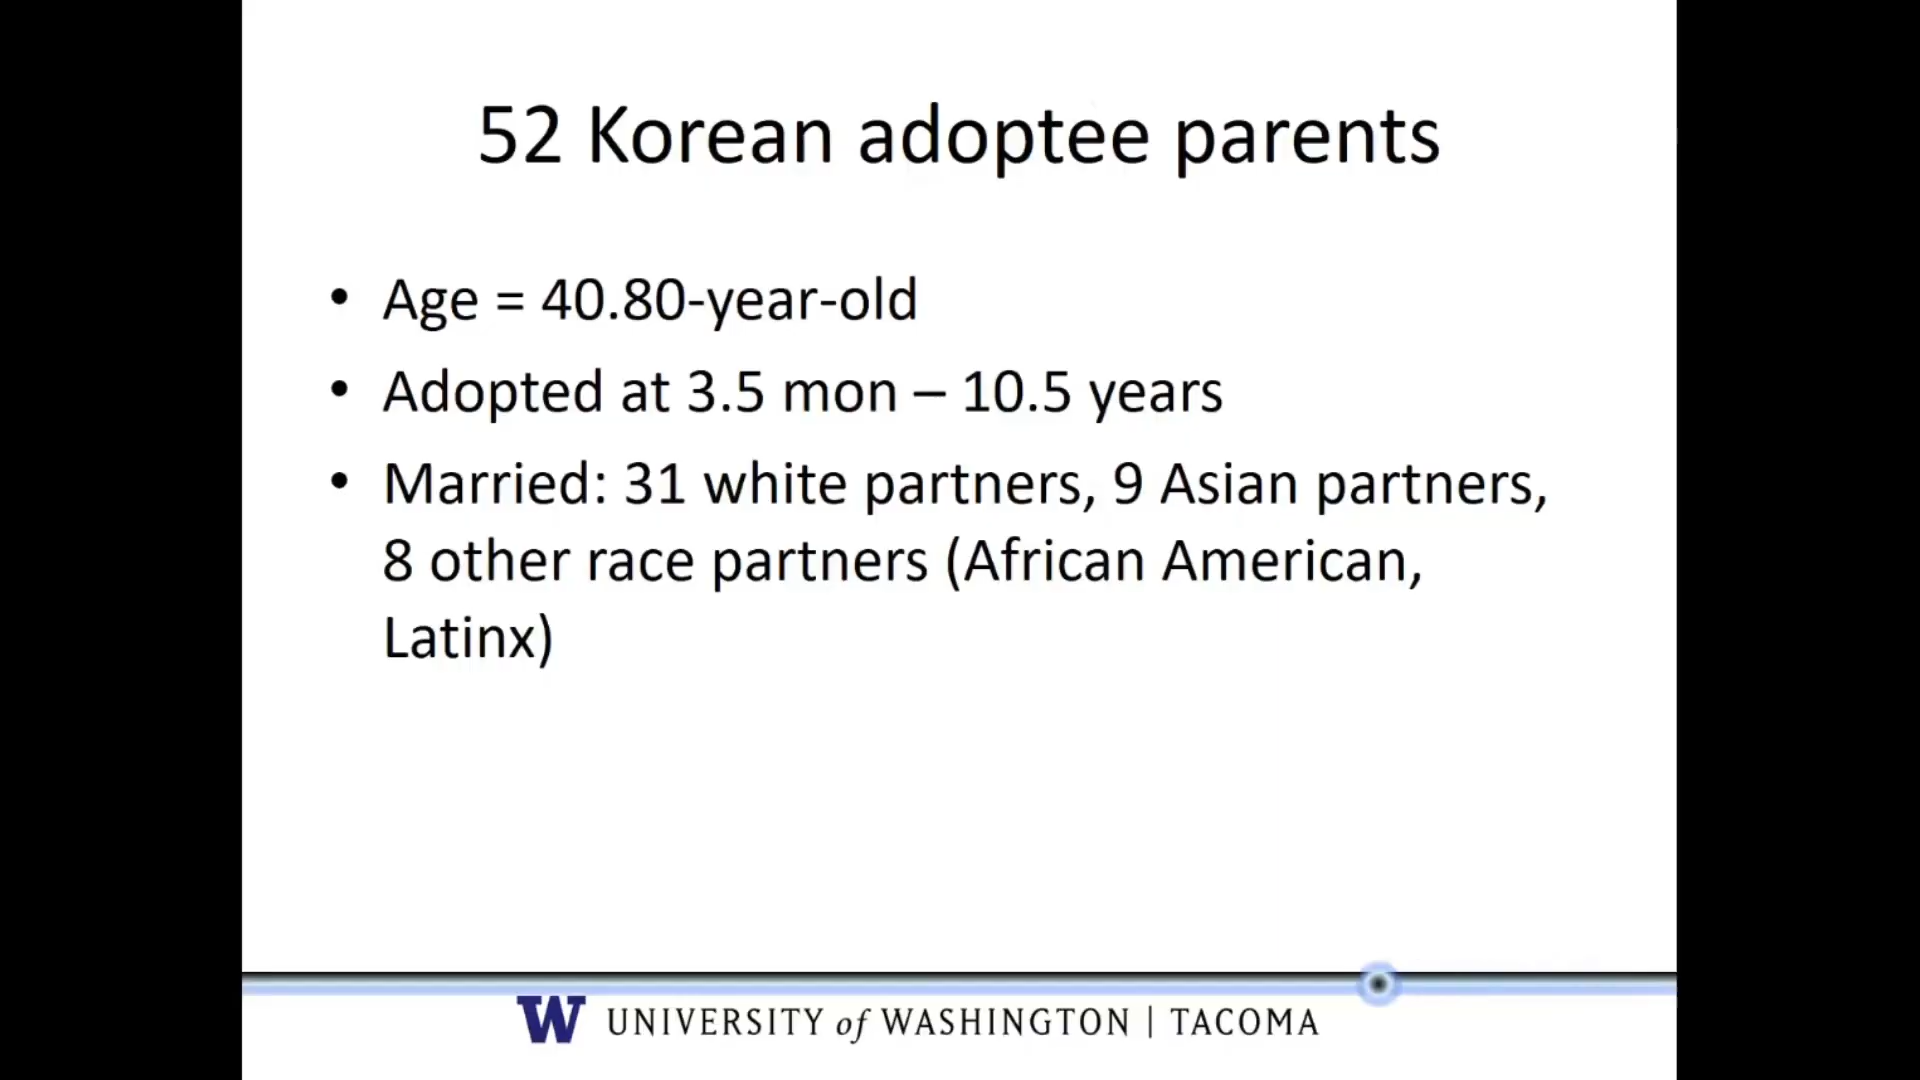 52 Korean adoptee parents
• Age = 40.80-year-old
• Adopted at 3.5 mon – 10.5 years
• Married: 31 white partners, 9 Asian partners,
8 other race partners (African American,
Latinx)
W UNIVERSITY of WASHINGTON | TACOMA